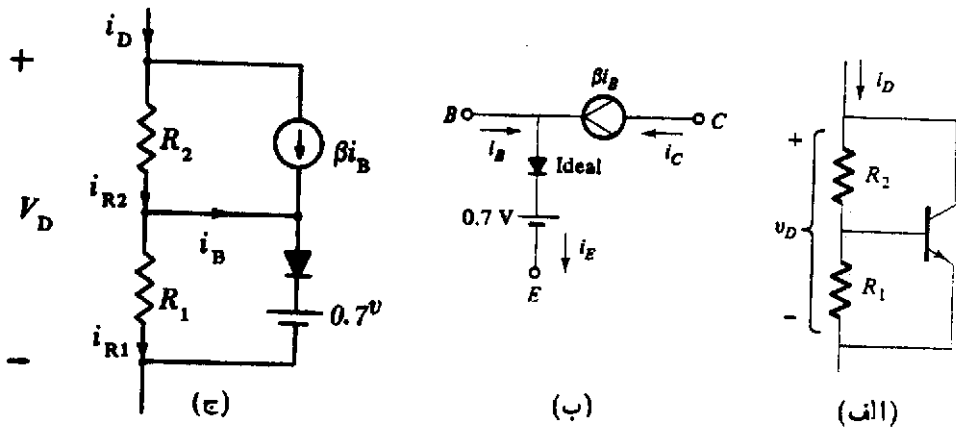 i_D
+
R_2
βi_B
i_R2
V_D
i_B
R_1
0.7^v
i_R1
−
(ج)
βi_B
B
C
i_B
i_C
Ideal
0.7 V
i_E
E
(ب)
i_D
+
R_2
v_D
R_1
−
(الف)